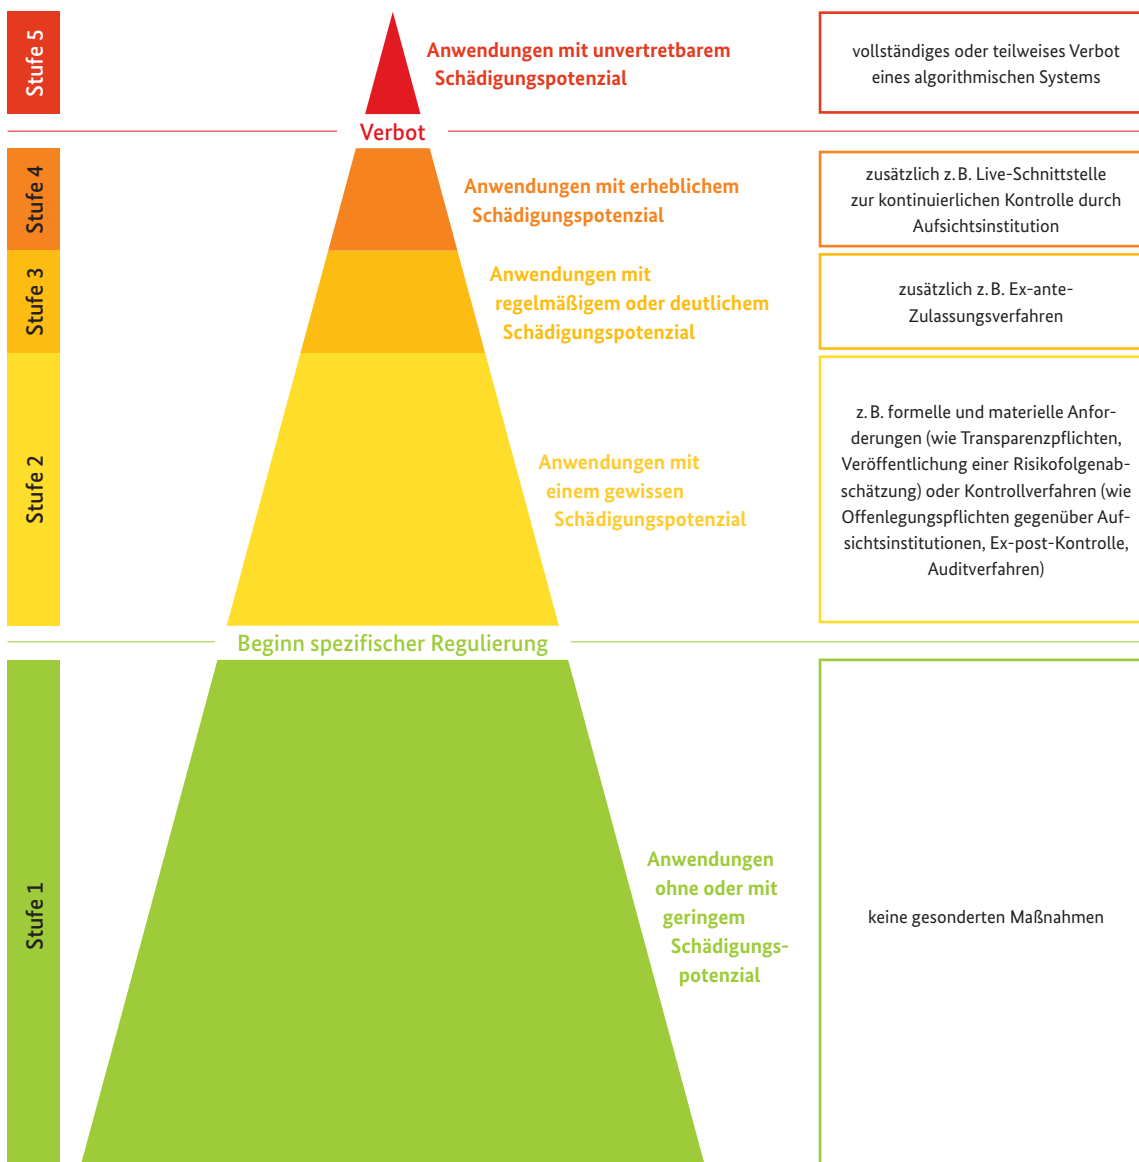 Stufe 5
Anwendungen mit unvertretbarem
Schädigungspotenzial
vollständiges oder teilweises Verbot
eines algorithmischen Systems
Verbot
Stufe 4
Anwendungen mit erheblichem
Schädigungspotenzial
zusätzlich z. B. Live-Schnittstelle
zur kontinuierlichen Kontrolle durch
Aufsichtsinstitution
Stufe 3
Anwendungen mit
regelmäßigem oder deutlichem
Schädigungspotenzial
zusätzlich z. B. Ex-ante-
Zulassungsverfahren
Stufe 2
Anwendungen mit
einem gewissen
Schädigungspotenzial
z. B. formelle und materielle Anfor-
derungen (wie Transparenzpflichten,
Veröffentlichung einer Risikofolgenab-
schätzung) oder Kontrollverfahren (wie
Offenlegungspflichten gegenüber Auf-
sichtsinstitutionen, Ex-post-Kontrolle,
Auditverfahren)
Beginn spezifischer Regulierung
Stufe 1
Anwendungen
ohne oder mit
geringem
Schädigungs-
potenzial
keine gesonderten Maßnahmen